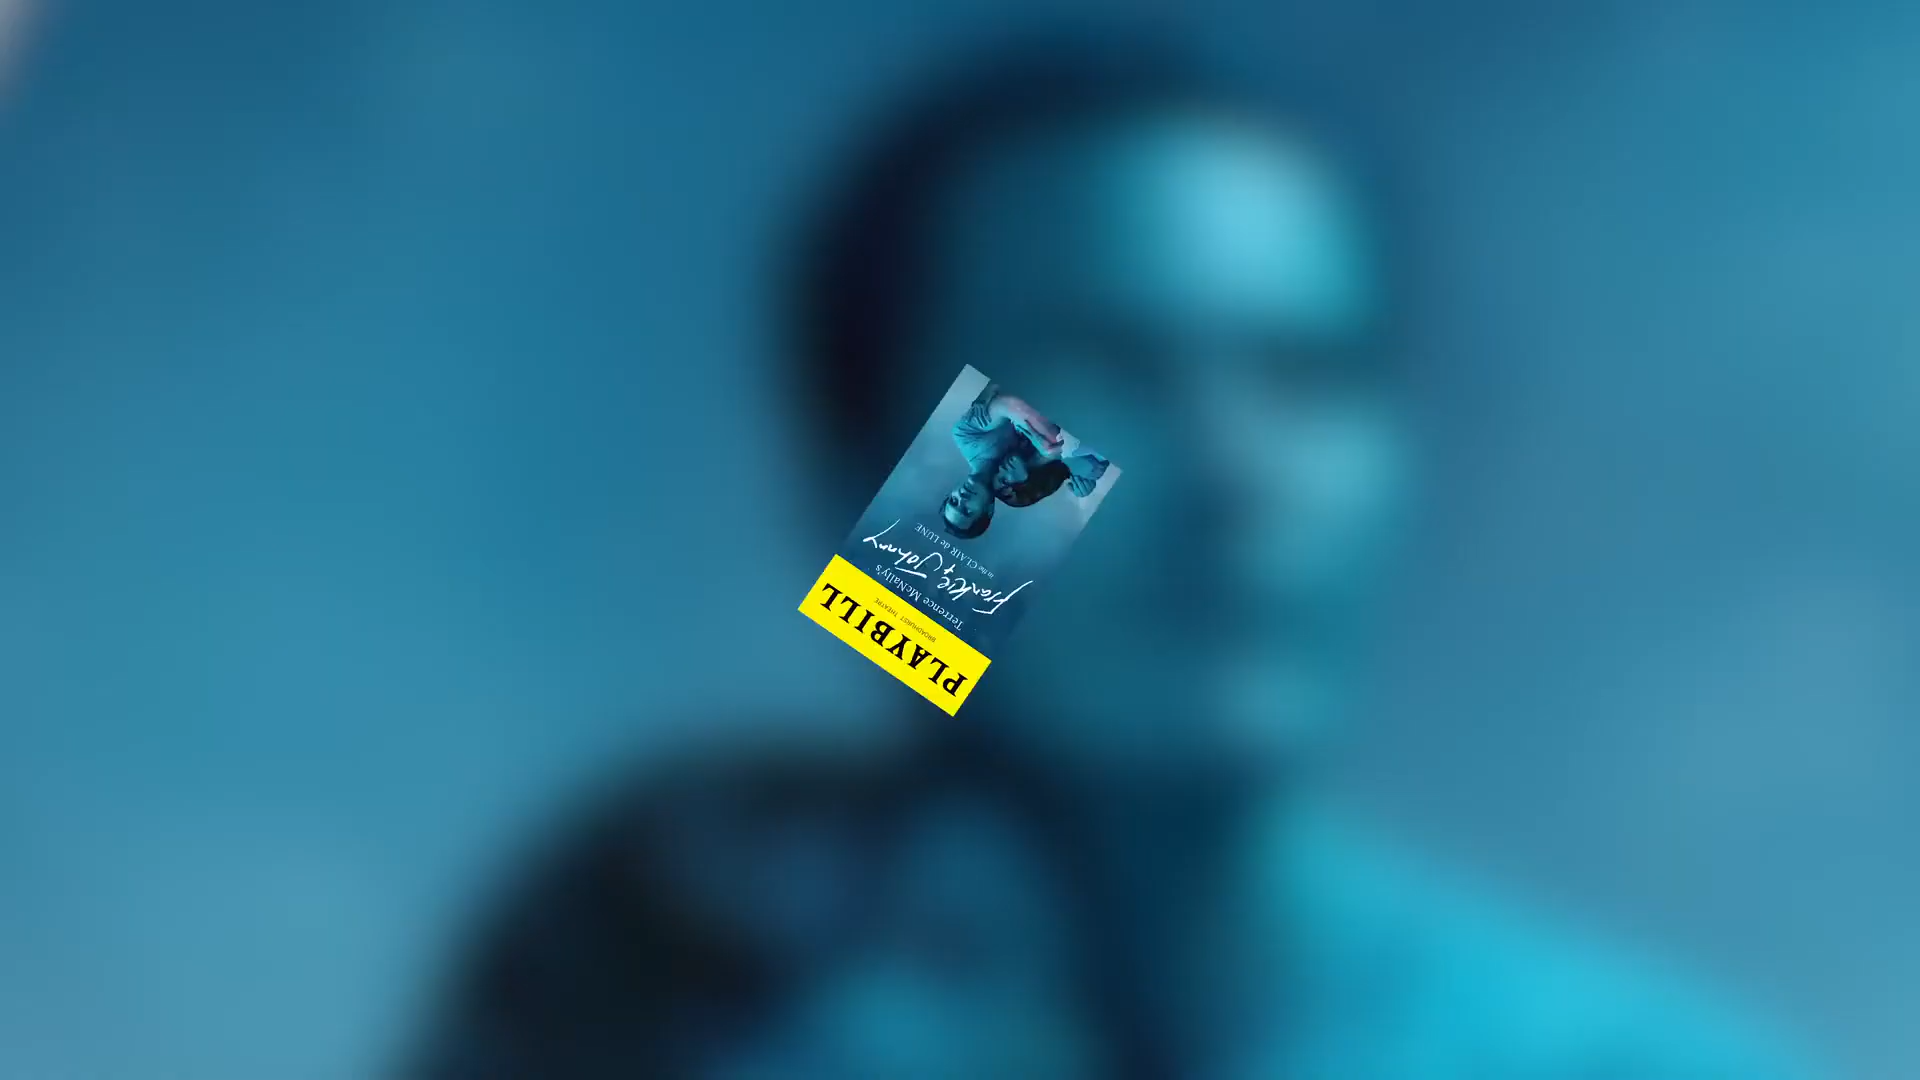 PLAYBILL
BROADHURST THEATRE
Terrence McNally's
Frankie & Johnny
in the CLAIR de LUNE